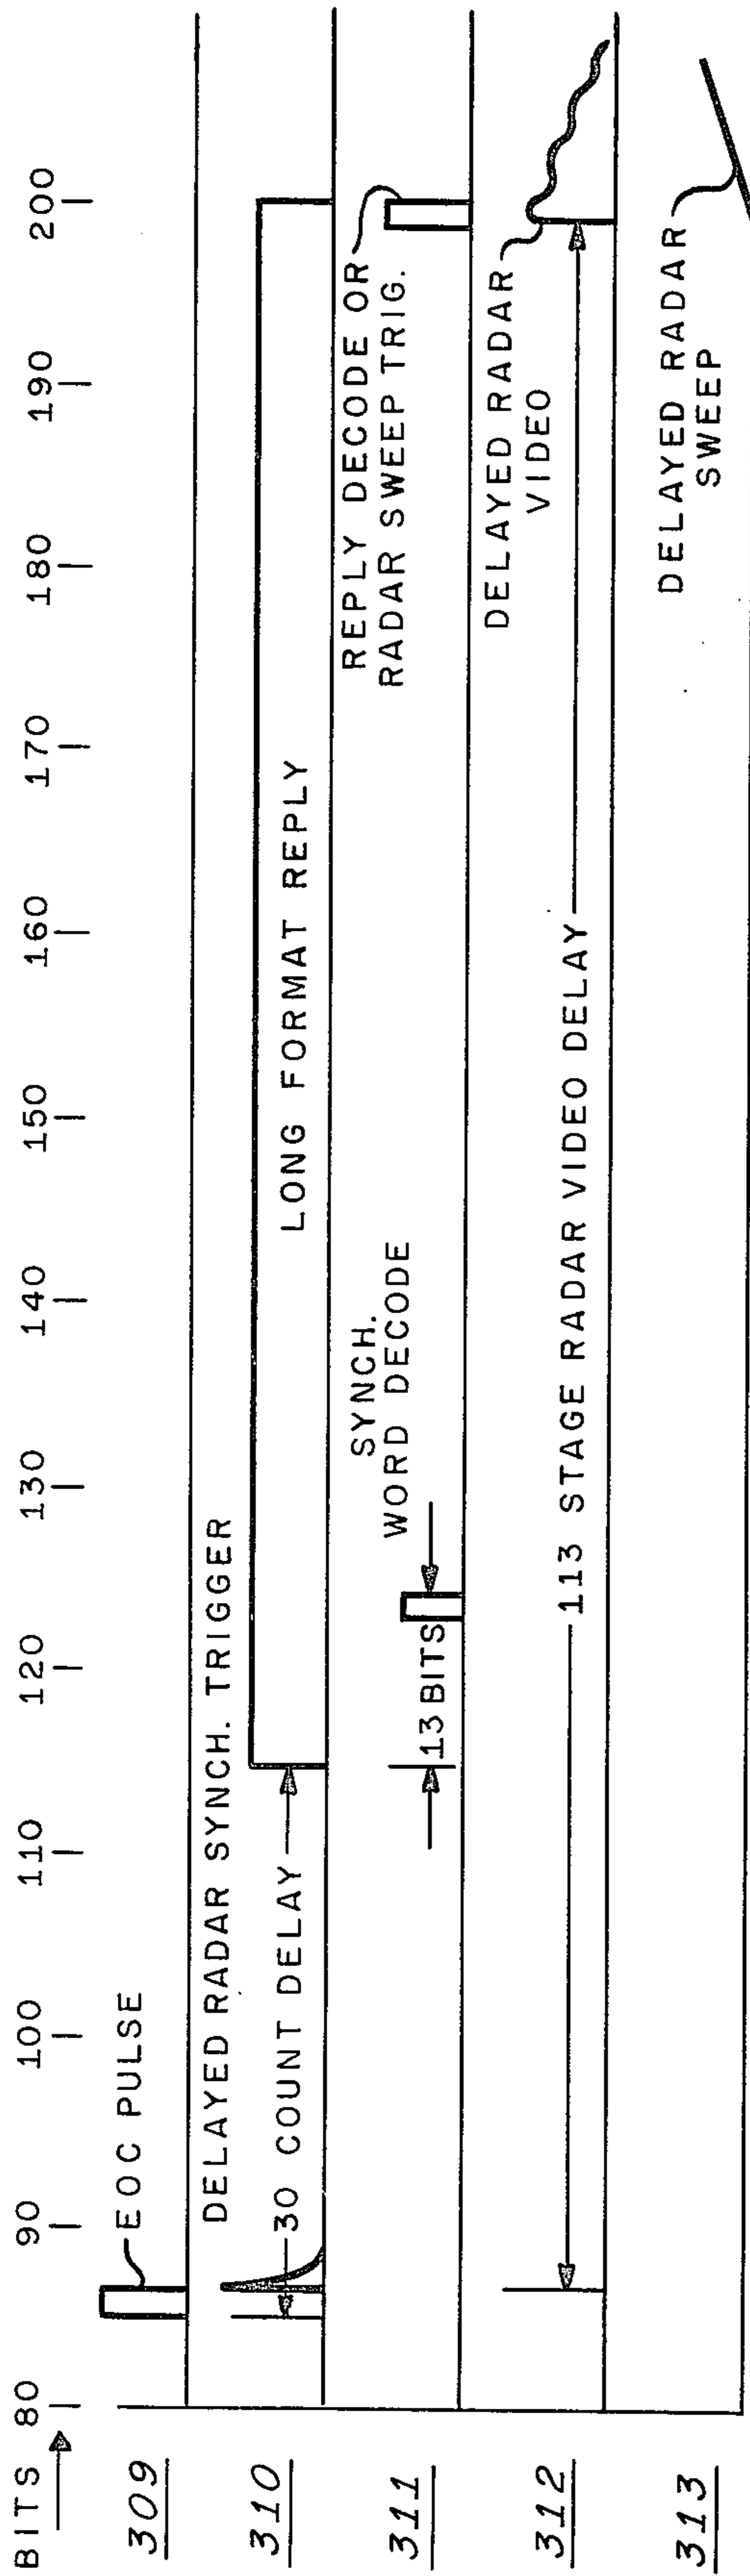 BITS 80 90 100 110 120 130 140 150 160 170 180 190 200
309
EOC PULSE
310
DELAYED RADAR SYNCH. TRIGGER
30 COUNT DELAY
LONG FORMAT REPLY
311
13 BITS
SYNCH.
WORD DECODE
REPLY DECODE OR
RADAR SWEEP TRIG.
312
113 STAGE RADAR VIDEO DELAY
DELAYED RADAR
VIDEO
313
DELAYED RADAR
SWEEP